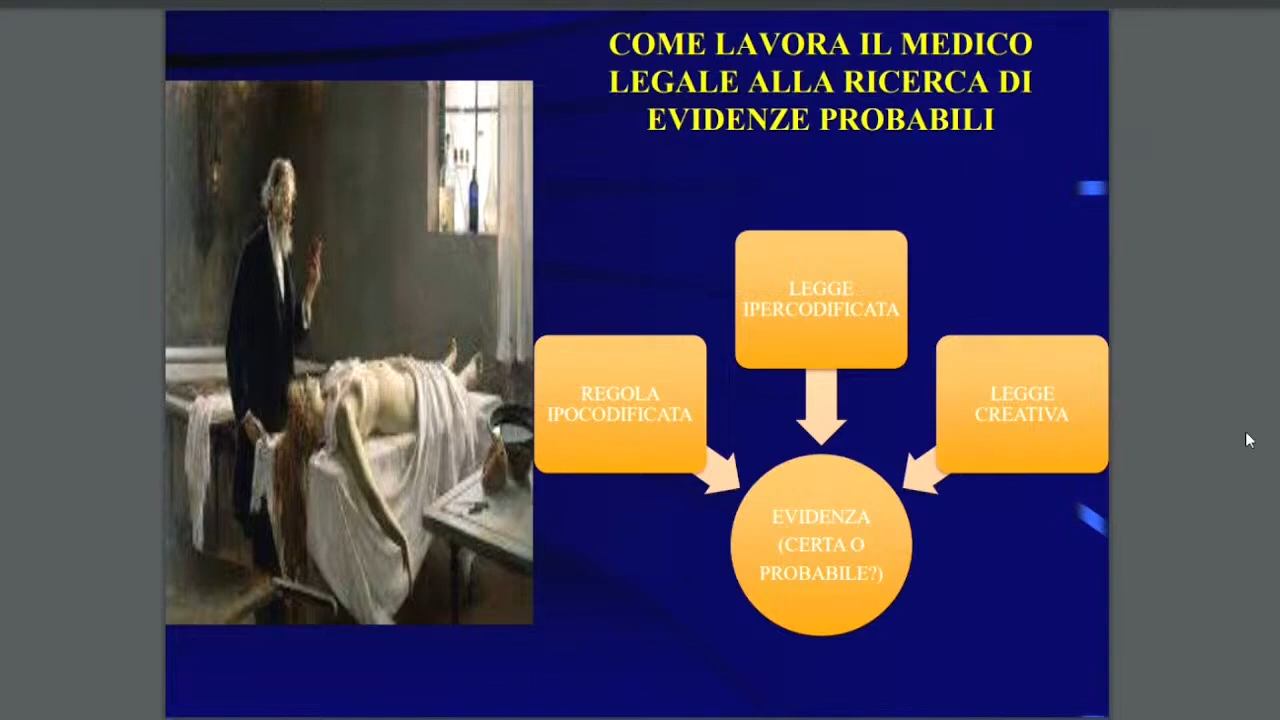 COME LAVORA IL MEDICO
LEGALE ALLA RICERCA DI
EVIDENZE PROBABILI
LEGGE
IPERCODIFICATA
REGOLA
IPOCODIFICATA
LEGGE
CREATIVA
EVIDENZA
(CERTA O
PROBABILE?)